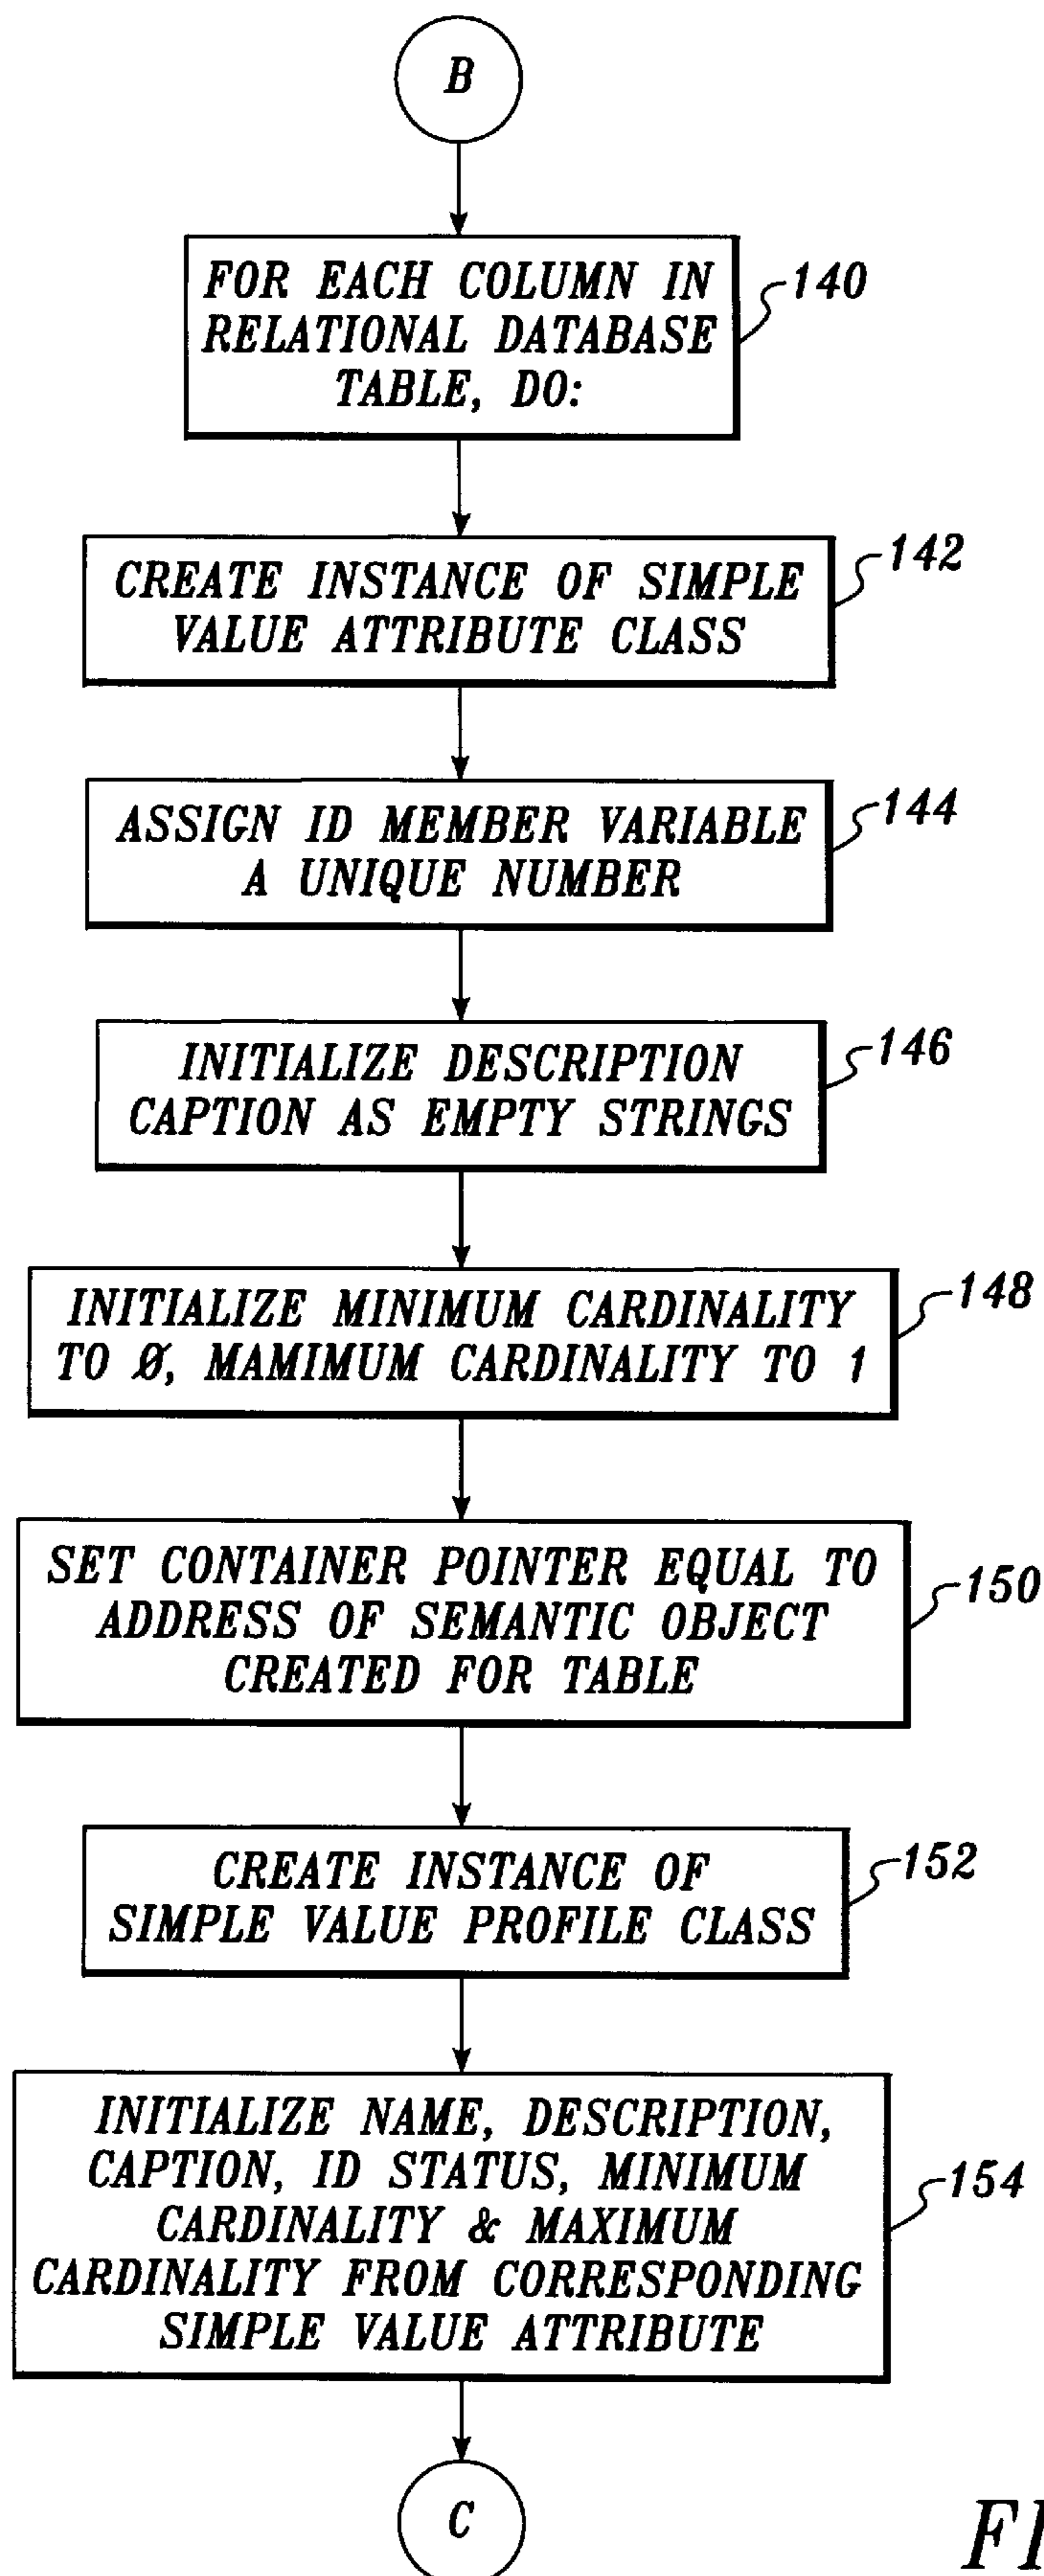 B
FOR EACH COLUMN IN
RELATIONAL DATABASE
TABLE, DO:
140
CREATE INSTANCE OF SIMPLE
VALUE ATTRIBUTE CLASS
142
ASSIGN ID MEMBER VARIABLE
A UNIQUE NUMBER
144
INITIALIZE DESCRIPTION
CAPTION AS EMPTY STRINGS
146
INITIALIZE MINIMUM CARDINALITY
TO Ø, MAMIMUM CARDINALITY TO 1
148
SET CONTAINER POINTER EQUAL TO
ADDRESS OF SEMANTIC OBJECT
CREATED FOR TABLE
150
CREATE INSTANCE OF
SIMPLE VALUE PROFILE CLASS
152
INITIALIZE NAME, DESCRIPTION,
CAPTION, ID STATUS, MINIMUM
CARDINALITY & MAXIMUM
CARDINALITY FROM CORRESPONDING
SIMPLE VALUE ATTRIBUTE
154
C